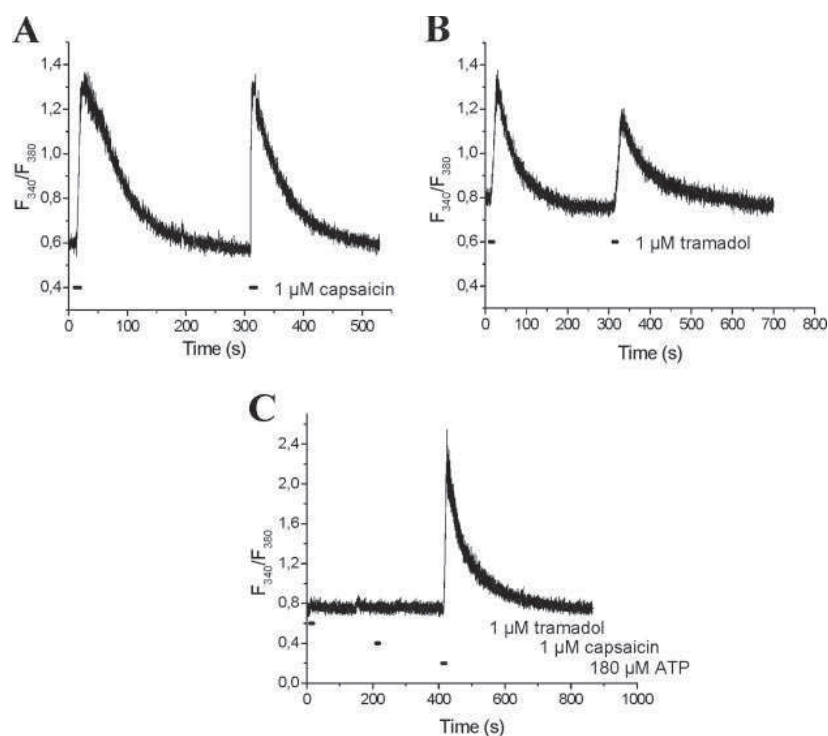 A
1,4
1,2
1,0
0,8
0,6
0,4
F340/F380
1 µM capsaicin
0 100 200 300 400 500
Time (s)
B
1,4
1,2
1,0
0,8
0,6
0,4
F340/F380
1 µM tramadol
0 100 200 300 400 500 600 700 800
Time (s)
C
2,4
2,0
1,6
1,2
0,8
0,4
0,0
F340/F380
1 µM tramadol
1 µM capsaicin
180 µM ATP
0 200 400 600 800 1000
Time (s)